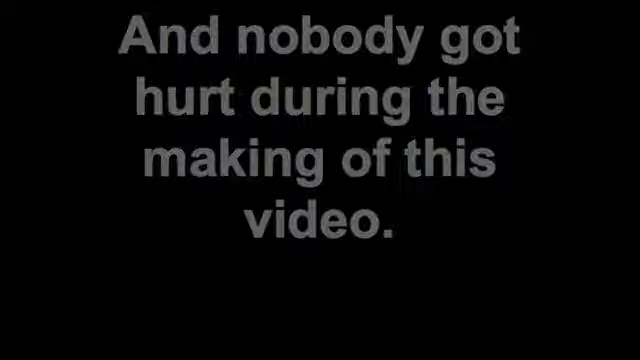 And nobody got
hurt during the
making of this
video.